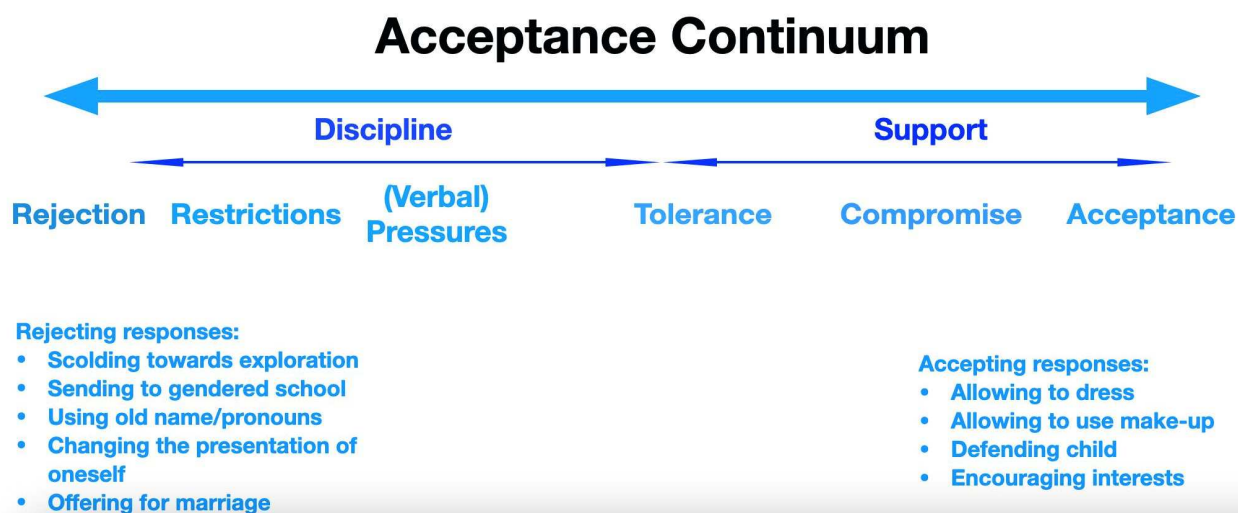 Acceptance Continuum
Discipline
Support
Rejection
Restrictions
(Verbal)
Pressures
Tolerance
Compromise
Acceptance
Rejecting responses:
• Scolding towards exploration
• Sending to gendered school
• Using old name/pronouns
• Changing the presentation of
oneself
• Offering for marriage
Accepting responses:
• Allowing to dress
• Allowing to use make-up
• Defending child
• Encouraging interests